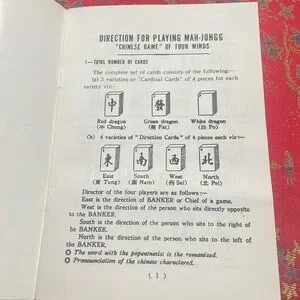 DIRECTION FOR PLAYING MAH-JONGG
"CHINESE GAME" OF FOUR WINDS
1—TOTAL NUMBER OF CARDS
The complete set of cards consists of the following:—
(a) 3 varieties or "Cardinal Cards" of 4 pieces for each
variety viz:—
中 發
Red dragon Green dragon White dragon
(中 Chung) (發 Fat) (白 Po)
(b) 4 varieties of "Direction Cards" of 4 pieces each viz:—
東 南 西 北
East South West North
(東 Tung) (南 Nam) (西 Sai) (北 Pei)
Director of the four players are as follows:—
East is the direction of BANKER or Chief of a game.
West is the direction of the person who sits directly opposite
to the BANKER.
South is the direction of the person who sits to the right of
the BANKER.
North is the direction of the person who sits to the left of
the BANKER.
The word with the papentnesist is the romanized.
Pronounciation of the chinese charactered.
( 1 )